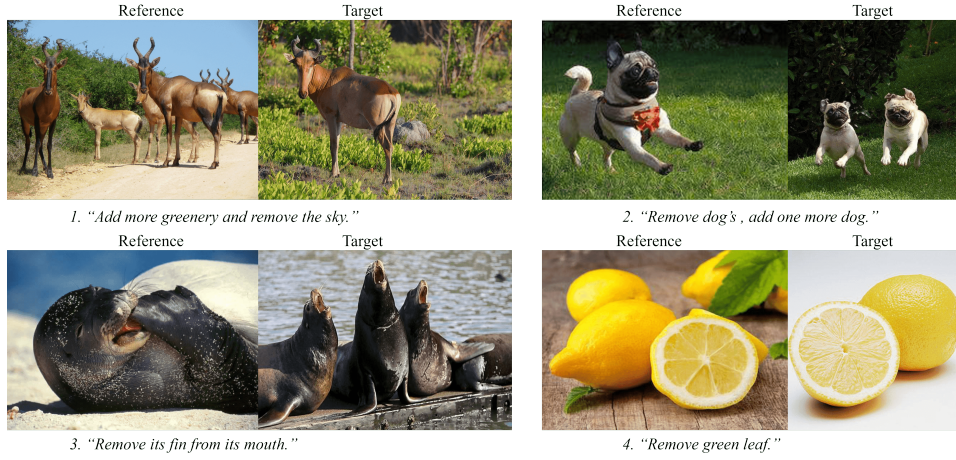 Reference Target Reference Target
1. “Add more greenery and remove the sky.” 2. “Remove dog’s , add one more dog.”
Reference Target Reference Target
3. “Remove its fin from its mouth.” 4. “Remove green leaf.”